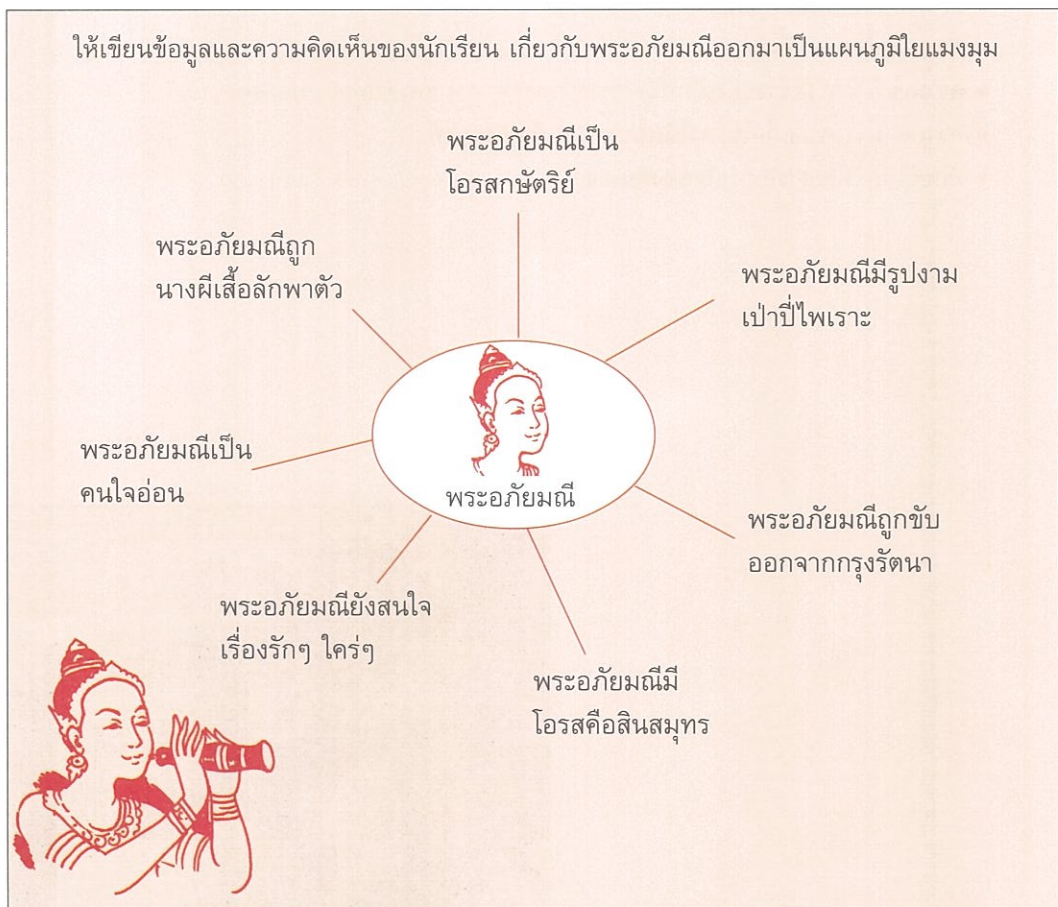 ให้เขียนข้อมูลและความคิดเห็นของนักเรียน เกี่ยวกับพระอภัยมณีออกมาเป็นแผนภูมิใยแมงมุม
พระอภัยมณีเป็น
โอรสกษัตริย์
พระอภัยมณีถูก
นางผีเสื้อลักพาตัว
พระอภัยมณีมีรูปงาม
เป่าปี่ไพเราะ
พระอภัยมณีเป็น
คนใจอ่อน
พระอภัยมณี
พระอภัยมณีถูกขับ
ออกจากกรุงรัตนา
พระอภัยมณียังสนใจ
เรื่องรักๆ ใคร่ๆ
พระอภัยมณีมี
โอรสคือสินสมุทร